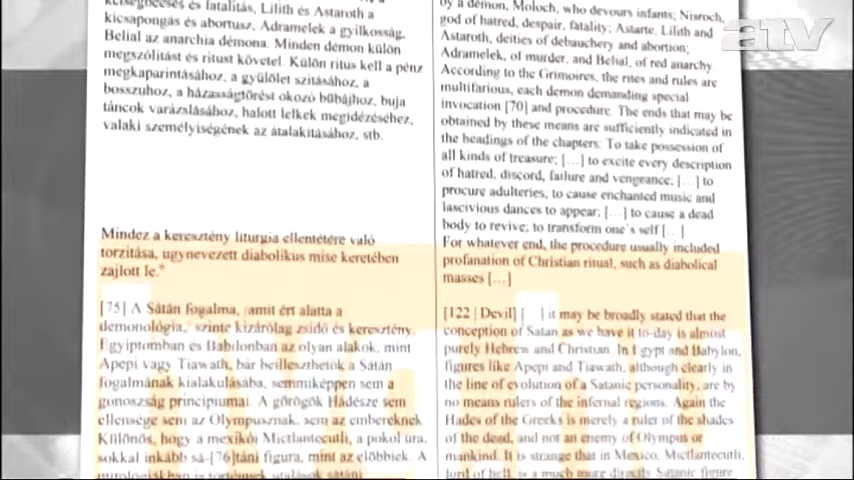 kétségbeesés és fatalitás, Lilith és Astaroth a
kicsapongás és abortusz, Adramelek a gyilkosság,
Belial az anarchia démona. Minden démon külön
megszólítást és rítust követel. Külön rítus kell a pénz
megkaparintásához, a gyűlölet szításához, a
bosszuhoz, a házasságtörést okozó bűbájhoz, buja
táncok varázslásához, halott lelkek megidézéséhez,
valaki személyiségének az átalakításához, stb.
Mindez a keresztény liturgia ellentétére való
torzítása, ugynevezett diabolikus mise keretében
zajlott le.
[75] A Sátán fogalma, amit ért alatta a
demonológia, szinte kizárólag zsidó és keresztény.
Egyiptomban és Babilonban az olyan alakok, mint
Apepi vagy Tiawath, bár beilleszthetők a Sátán
fogalmának kialakulásába, semmiképpen sem a
gonoszság princípiumai. A görögök Hádésze sem
ellensége sem az Olympusznak, sem az embereknek.
Különös, hogy a mexikói Mictlantecutli, a pokol ura,
sokkal inkább sá-[76]táni figura, mint az előbbiek. A
by a demon, Moloch, who devours infants; Nisroch,
god of hatred, despair, fatality; Astarte, Lilith and
Astaroth, deities of debauchery and abortion;
Adramelek, of murder, and Belial, of red anarchy.
According to the Grimoires, the rites and rules are
multifarious, each demon demanding special
invocation [70] and procedure. The ends that may be
obtained by these means are sufficiently indicated in
the headings of the chapters: To take possession of
all kinds of treasure; [...] to excite every description
of hatred, discord, failure and vengeance; [...] to
procure adulteries; to cause enchanted music and
lascivious dances to appear; [...] to cause a dead
body to revive; to transform one's self [...]
For whatever end, the procedure usually included
profanation of Christian ritual, such as diabolical
masses [...]
[122 | Devil] [...] it may be broadly stated that the
conception of Satan as we have it to-day is almost
purely Hebrew and Christian. In Egypt and Babylon,
figures like Apepi and Tiawath, although clearly in
the line of evolution of a Satanic personality, are by
no means rulers of the infernal regions. Again the
Hades of the Greeks is merely a ruler of the shades
of the dead, and not an enemy of Olympus or
mankind. It is strange that in Mexico, Mictlantecutli,
lord of hell, is a much more directly Satanic figure
atv